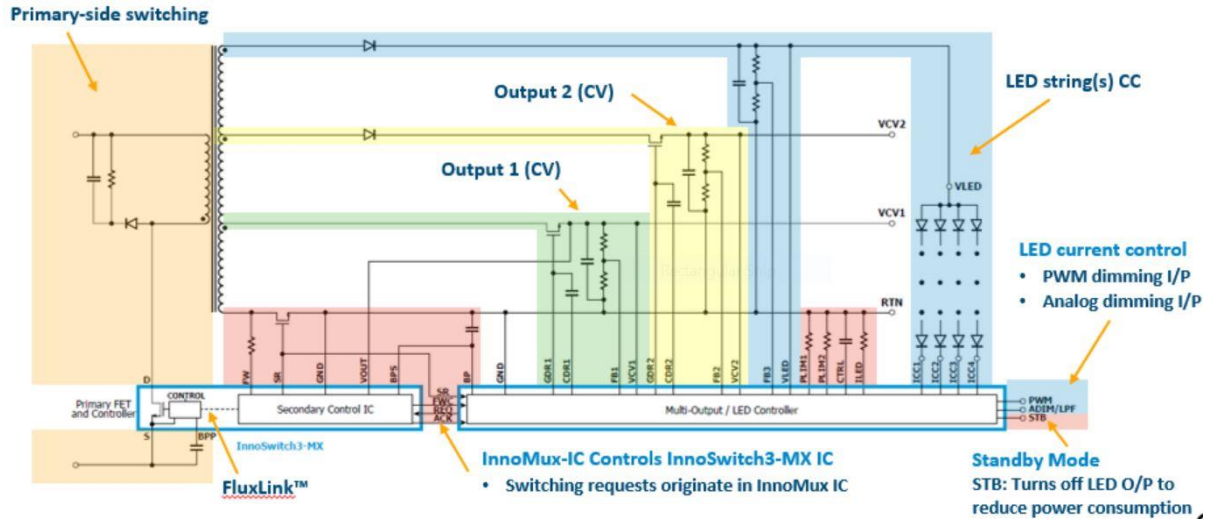 Primary-side switching
Output 2 (CV)
LED string(s) CC
VCV2
Output 1 (CV)
VLED
VCV1
LED current control
• PWM dimming I/P
• Analog dimming I/P
RTN
D
FW
SR
GND
VOUT
BPS
BP
GND
GDR1
CDR1
FB1
VCV1
GDR2
CDR2
FB2
VCV2
FB3
VLED
PLIM1
PLIM2
CTRL
ILED
ICC1
ICC2
ICC3
ICC4
Primary FET
and Controller
CONTROL
Secondary Control IC
SR
FWC
REQ
ACK
Multi-Output / LED Controller
PWM
ADIM/LPF
STB
S
BPP
InnoSwitch3-MX
FluxLink™
InnoMux-IC Controls InnoSwitch3-MX IC
• Switching requests originate in InnoMux IC
Standby Mode
STB: Turns off LED O/P to
reduce power consumption